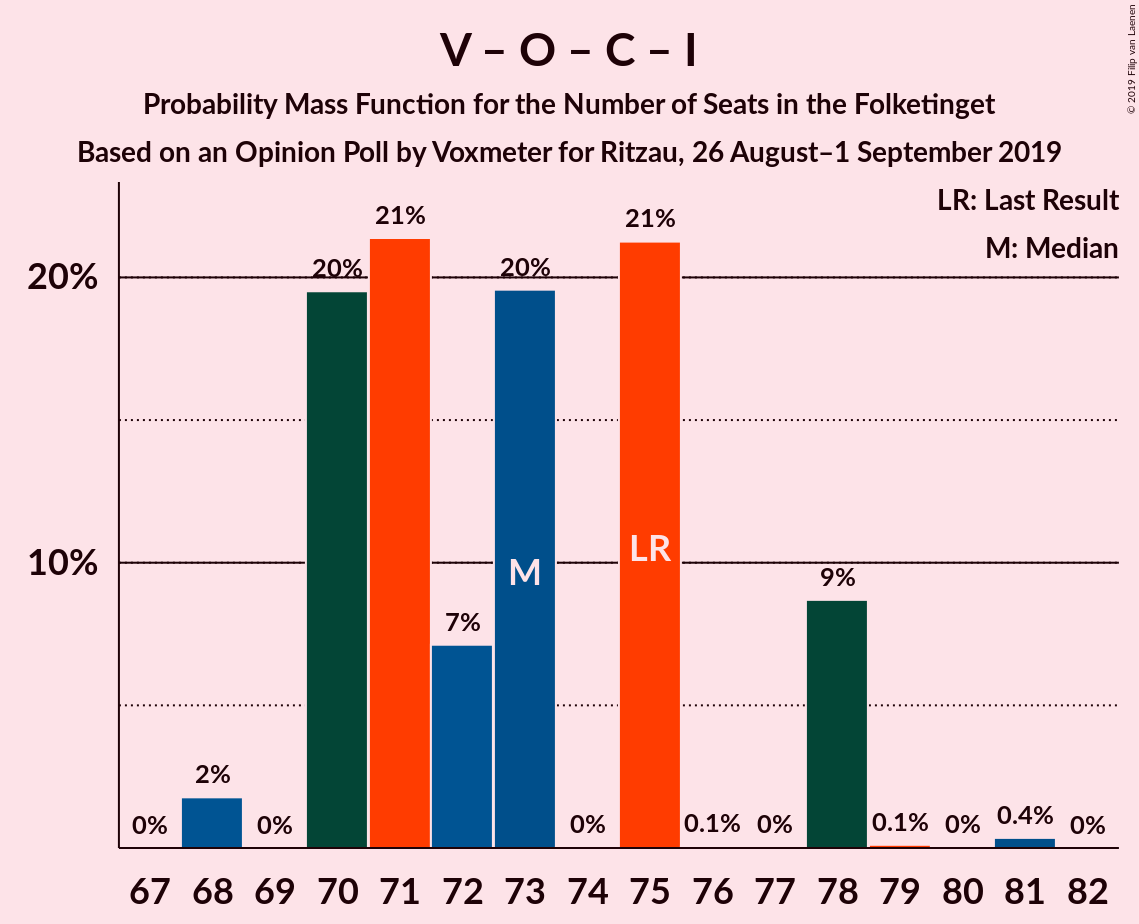 V – O – C – I
Probability Mass Function for the Number of Seats in the Folketinget
Based on an Opinion Poll by Voxmeter for Ritzau, 26 August–1 September 2019
© 2019 Filip van Laenen
LR: Last Result
M: Median
20%
10%
0%
2%
0%
20%
21%
7%
20%
0%
21%
0.1%
0%
9%
0.1%
0%
0.4%
0%
M
LR
67 68 69 70 71 72 73 74 75 76 77 78 79 80 81 82